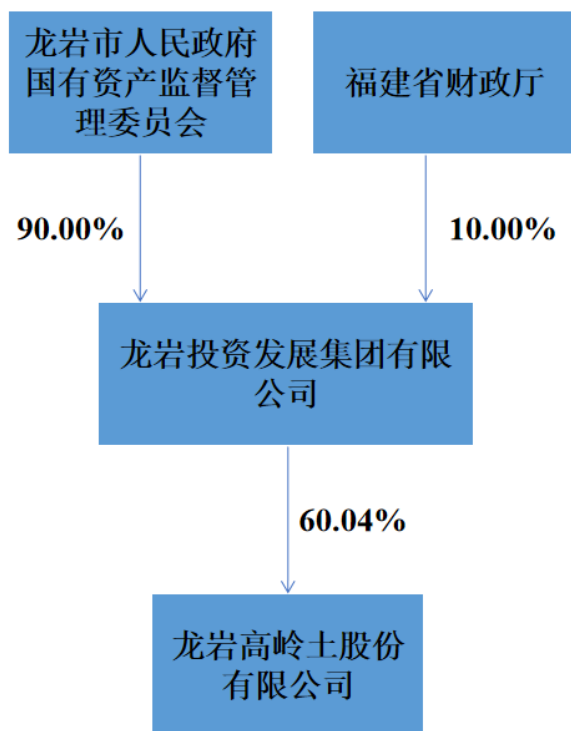 龙岩市人民政府
国有资产监督管
理委员会
福建省财政厅
90.00%
10.00%
龙岩投资发展集团有限
公司
60.04%
龙岩高岭土股份
有限公司